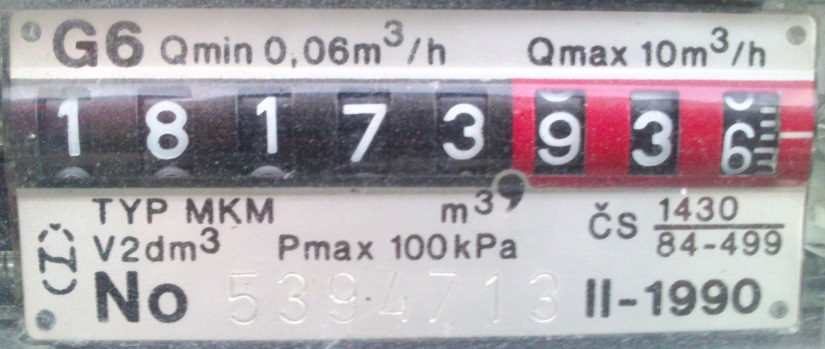 G6 Qmin 0,06m³/h Qmax 10m³/h
18173936
TYP MKM m³ ČS 1430
V2dm³ Pmax 100kPa 84-499
No 5394713 II-1990